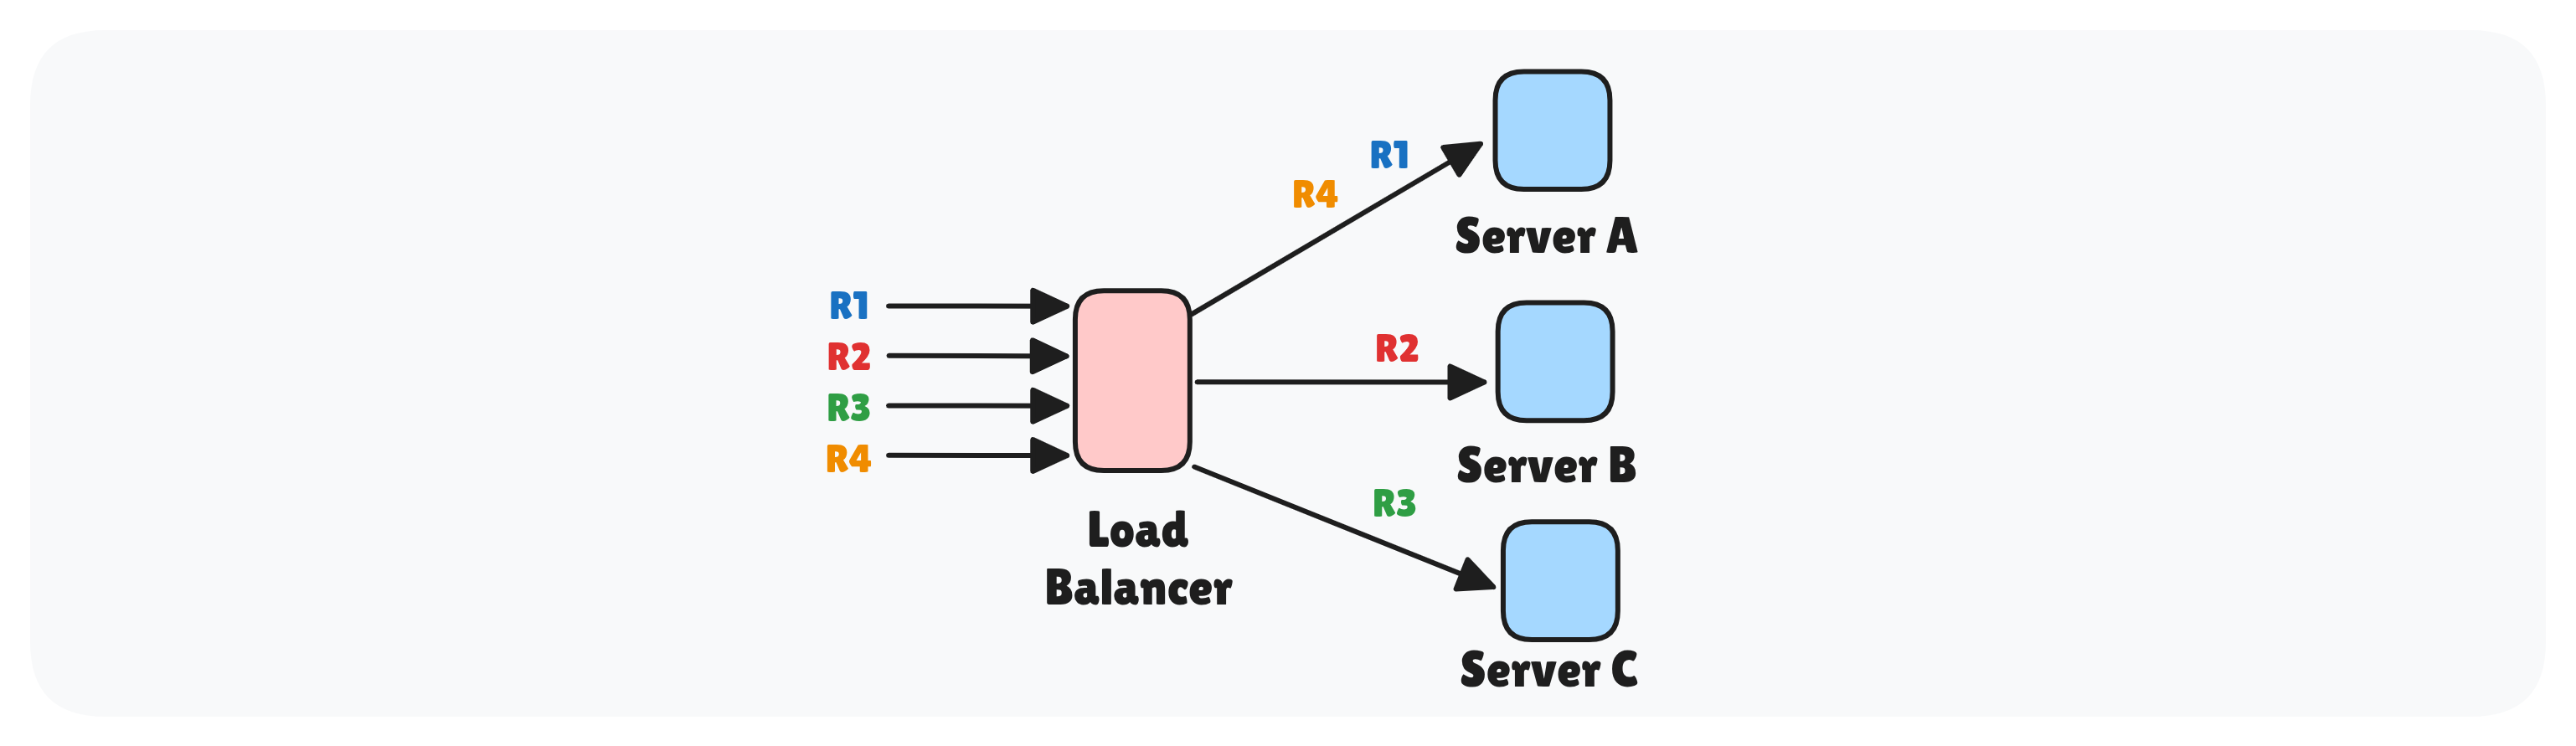 R1
R4
Server A
R1
R2
R3
R4
R2
Server B
Load
Balancer
R3
Server C